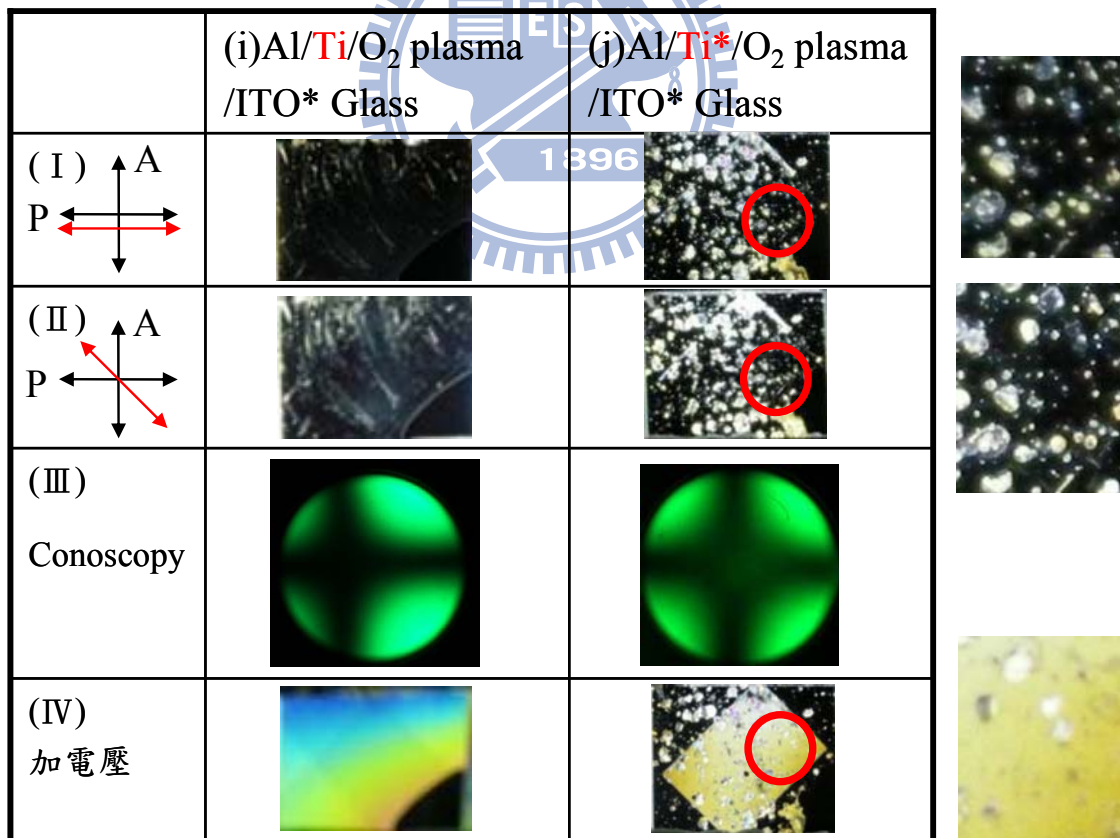 (i)Al/Ti/O₂ plasma
/ITO* Glass
(j)Al/Ti*/O₂ plasma
/ITO* Glass
ES A
1896
(Ⅰ)
A
P
(Ⅱ)
A
P
(Ⅲ)
Conoscopy
(Ⅳ)
加電壓